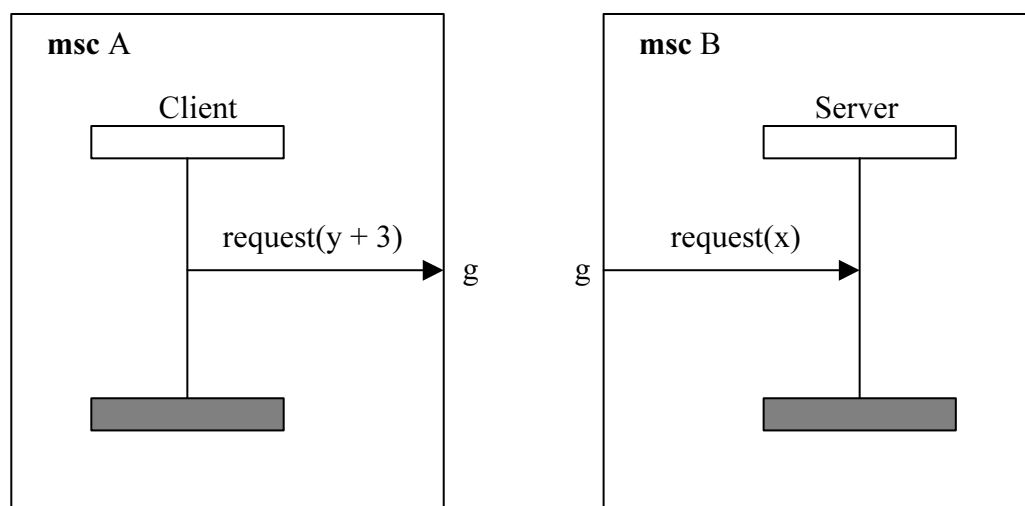 msc A
Client
request(y + 3)
g
msc B
Server
request(x)
g